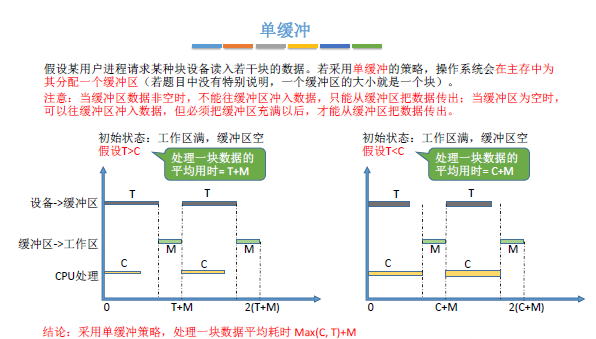 单缓冲
假设某用户进程请求某种块设备读入若干块的数据。若采用单缓冲的策略，操作系统会在主存中为
其分配一个缓冲区（若题目中没有特别说明，一个缓冲区的大小就是一个块）。
注意：当缓冲区数据非空时，不能往缓冲区冲入数据，只能从缓冲区把数据传出；当缓冲区为空时，
可以往缓冲区冲入数据，但必须把缓冲区充满以后，才能从缓冲区把数据传出。
初始状态：工作区满，缓冲区空
假设T>C
处理一块数据的
平均用时= T+M
设备->缓冲区
T
T
缓冲区->工作区
M
M
CPU处理
C
C
0
T+M
2(T+M)
初始状态：工作区满，缓冲区空
假设T<C
处理一块数据的
平均用时= C+M
T
T
M
M
C
C
0
C+M
2(C+M)
结论：采用单缓冲策略，处理一块数据平均耗时 Max(C, T)+M